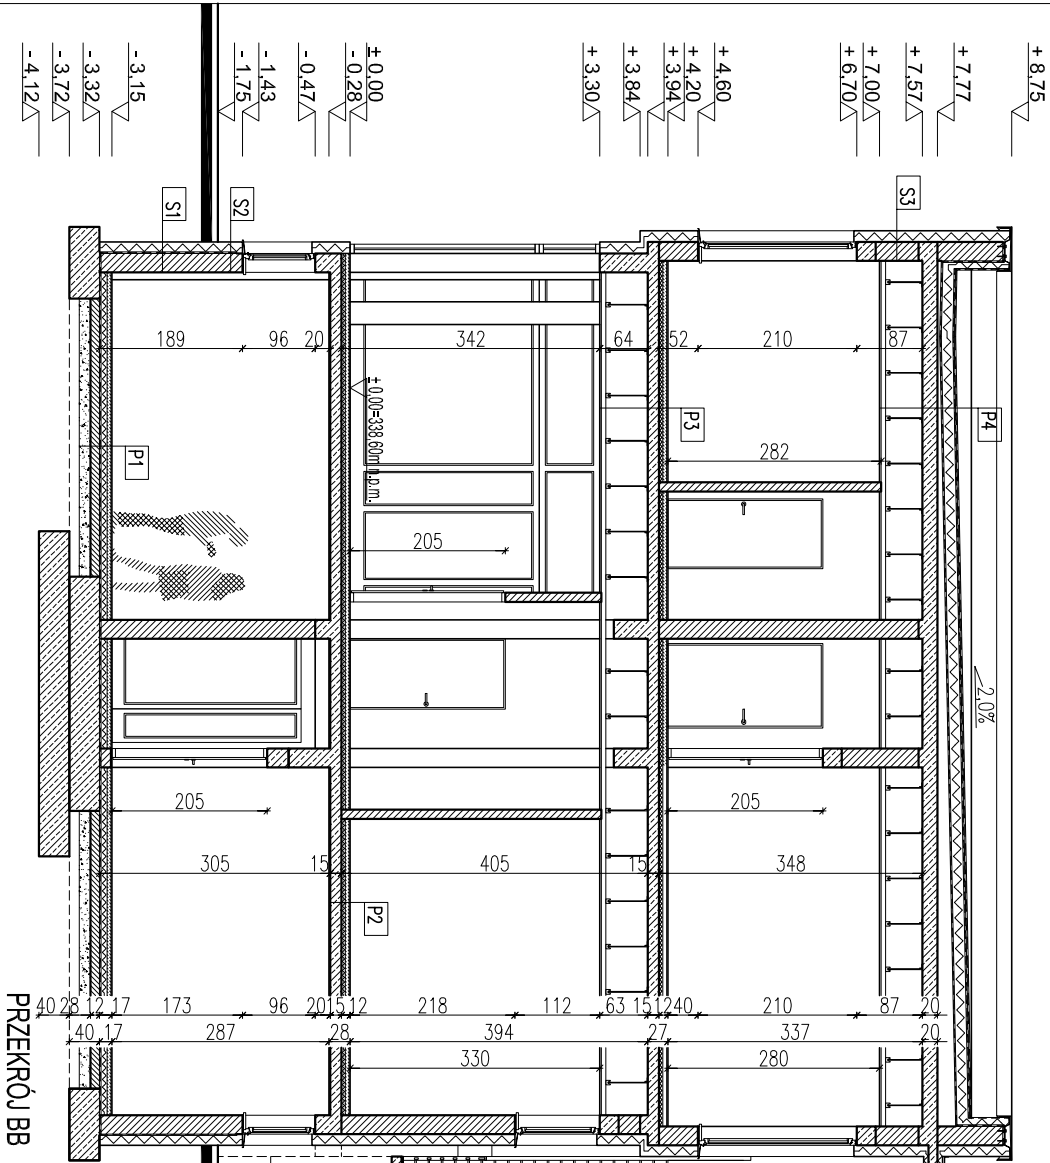 + 8,75
+ 7,77
+ 7,57
+ 7,00
+ 6,70
+ 4,60
+ 4,20
+ 3,94
+ 3,84
+ 3,30
± 0,00
- 0,28
- 0,47
- 1,43
- 1,75
- 3,15
- 3,32
- 3,72
- 4,12
S3
S2
S1
189 96 20 342 64 52 210 87
± 0,00=338,60m n.p.m.
P4
P3
282
P1
205
2,0%
205
205
305 15 405 15 348
P2
40 28 12 17 173 96 20 15 12 218 112 63 15 12 40 210 87 20
40 17 287 28 394 27 337 20
330 280
PRZEKRÓJ BB